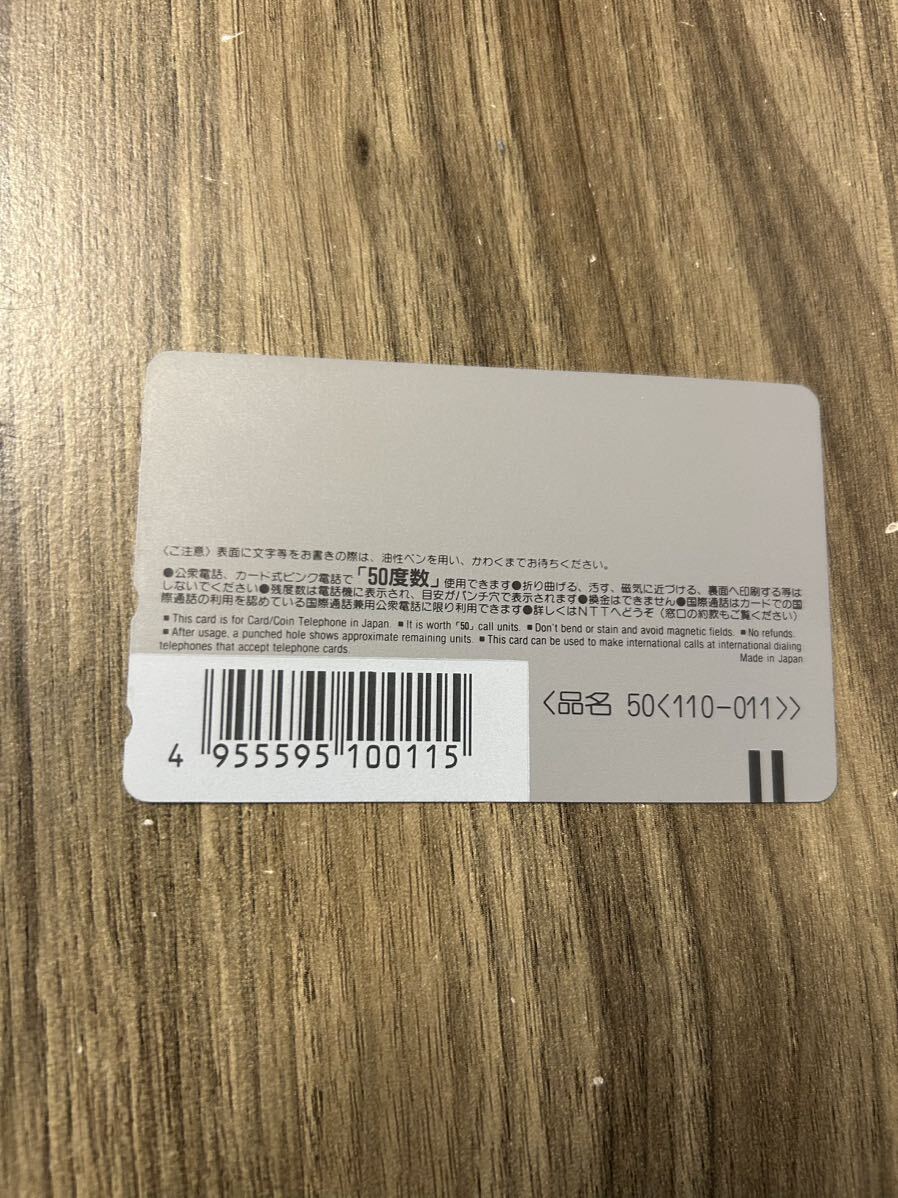 〈ご注意〉表面に文字等をお書きの際は、油性ペンを用い、かわくまでお待ちください。
●公衆電話、カード式ピンク電話で「50度数」使用できます●折り曲げる、汚す、磁気に近づける、裏面へ印刷する等は
しないでください●残度数は電話機に表示され、目安がパンチ穴で表示されます●換金はできません●国際通話はカードでの国
際通話の利用を認めている国際通話兼用公衆電話に限り利用できます●詳しくはNTTへどうぞ（窓口の約款もご覧ください）
■ This card is for Card/Coin Telephone in Japan. ■ It is worth「50」call units. ■ Don't bend or stain and avoid magnetic fields. ■ No refunds.
■ After usage, a punched hole shows approximate remaining units. ■ This card can be used to make international calls at international dialing
telephones that accept telephone cards.
Made in Japan
〈品名 50〈110-011〉〉
4 955595 100115